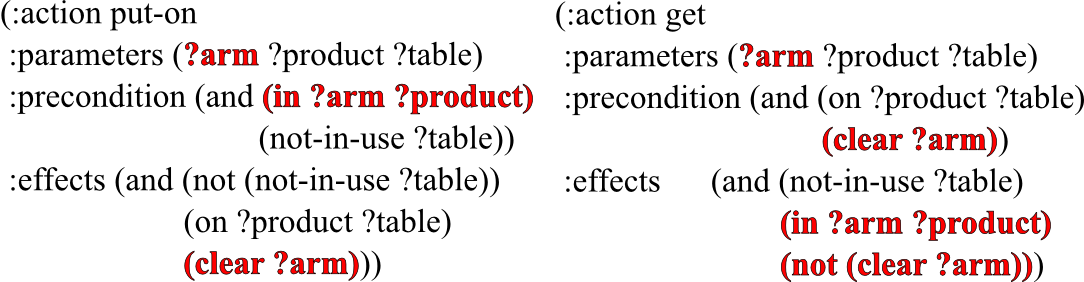 (:action put-on
:parameters (?arm ?product ?table)
:precondition (and (in ?arm ?product)
(not-in-use ?table))
:effects (and (not (not-in-use ?table))
(on ?product ?table)
(clear ?arm)))
(:action get
:parameters (?arm ?product ?table)
:precondition (and (on ?product ?table)
(clear ?arm))
:effects (and (not-in-use ?table)
(in ?arm ?product)
(not (clear ?arm)))